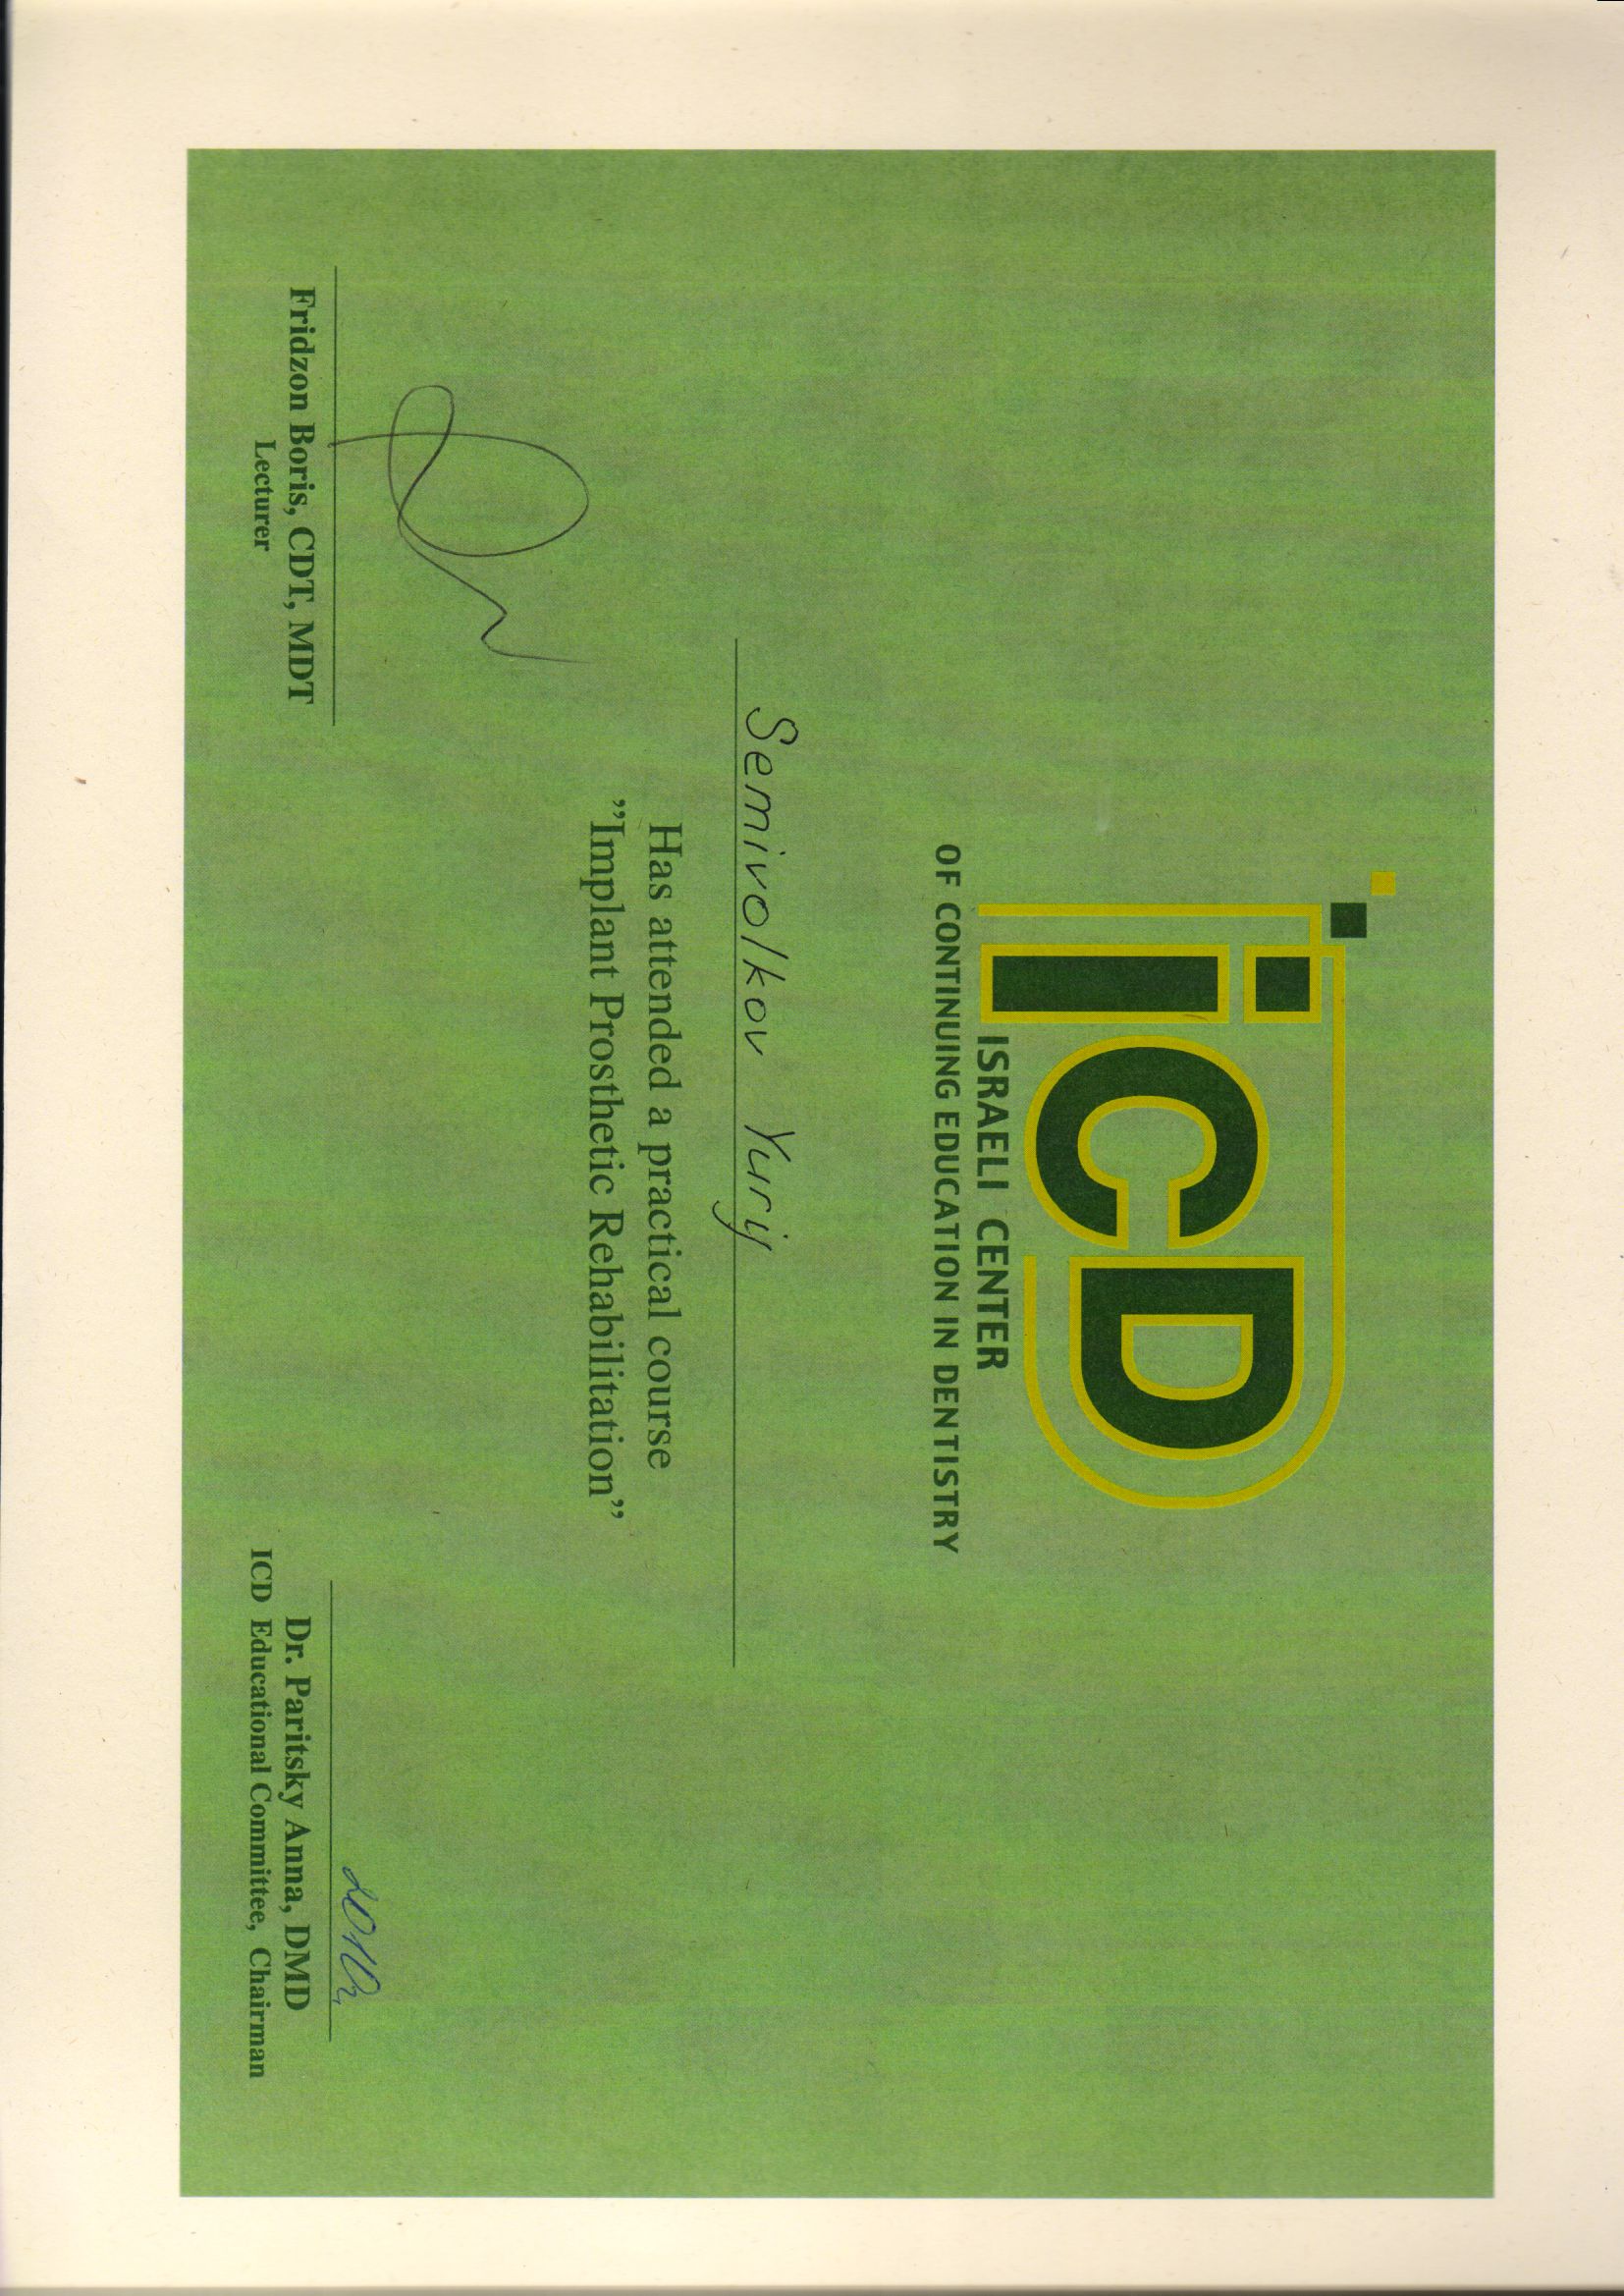 iCD
ISRAELI CENTER
OF CONTINUING EDUCATION IN DENTISTRY
Semivolkov Yurij
Has attended a practical course
”Implant Prosthetic Rehabilitation”
Fridzon Boris, CDT, MDT
Lecturer
Dr. Paritsky Anna, DMD
ICD Educational Committee, Chairman